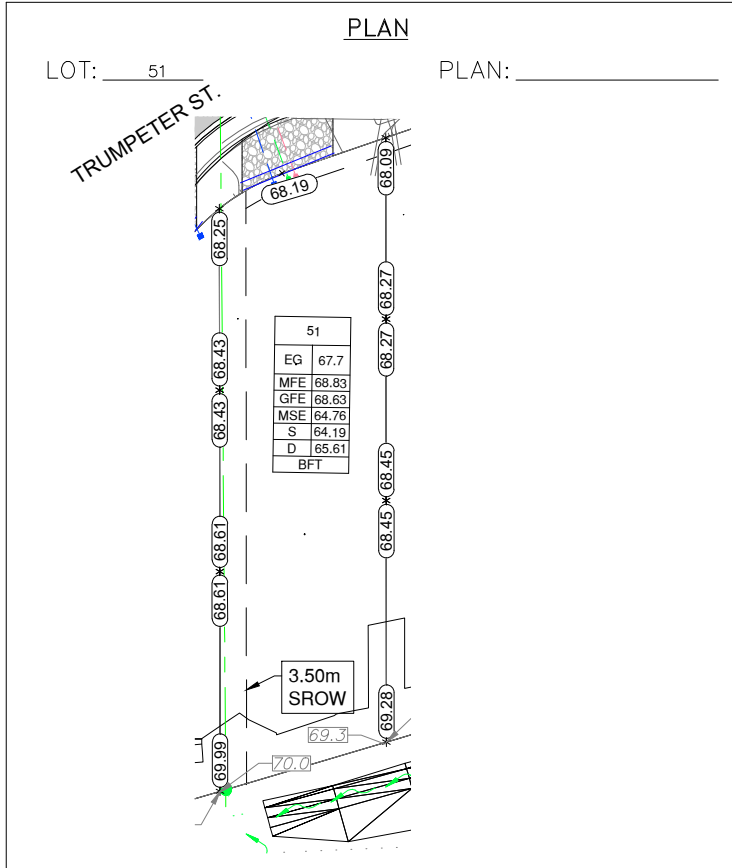 PLAN
LOT: 51
PLAN:
TRUMPETER ST.
68.09
68.19
68.25
68.27
68.27
51
EG 67.7
MFE 68.83
GFE 68.63
MSE 64.76
S 64.19
D 65.61
BFT
68.43
68.43
68.45
68.45
68.61
68.61
3.50m
SROW
69.28
69.3
69.99
70.0